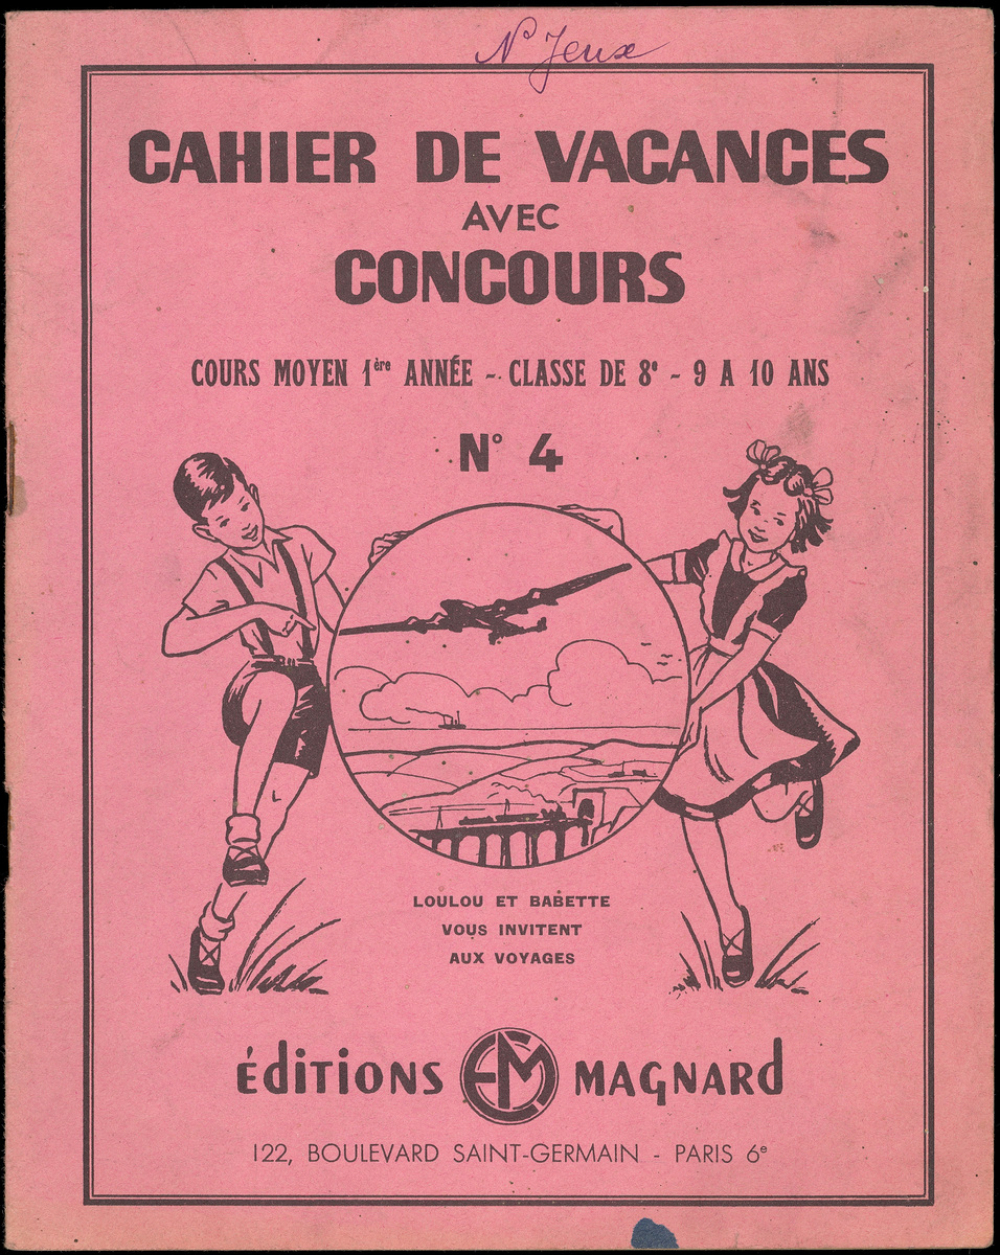 N° Jeux
CAHIER DE VACANCES
AVEC
CONCOURS
COURS MOYEN 1ère ANNÉE - CLASSE DE 8e - 9 A 10 ANS
N° 4
LOULOU ET BABETTE
VOUS INVITENT
AUX VOYAGES
éditions EM MAGNARD
122, BOULEVARD SAINT-GERMAIN - PARIS 6e